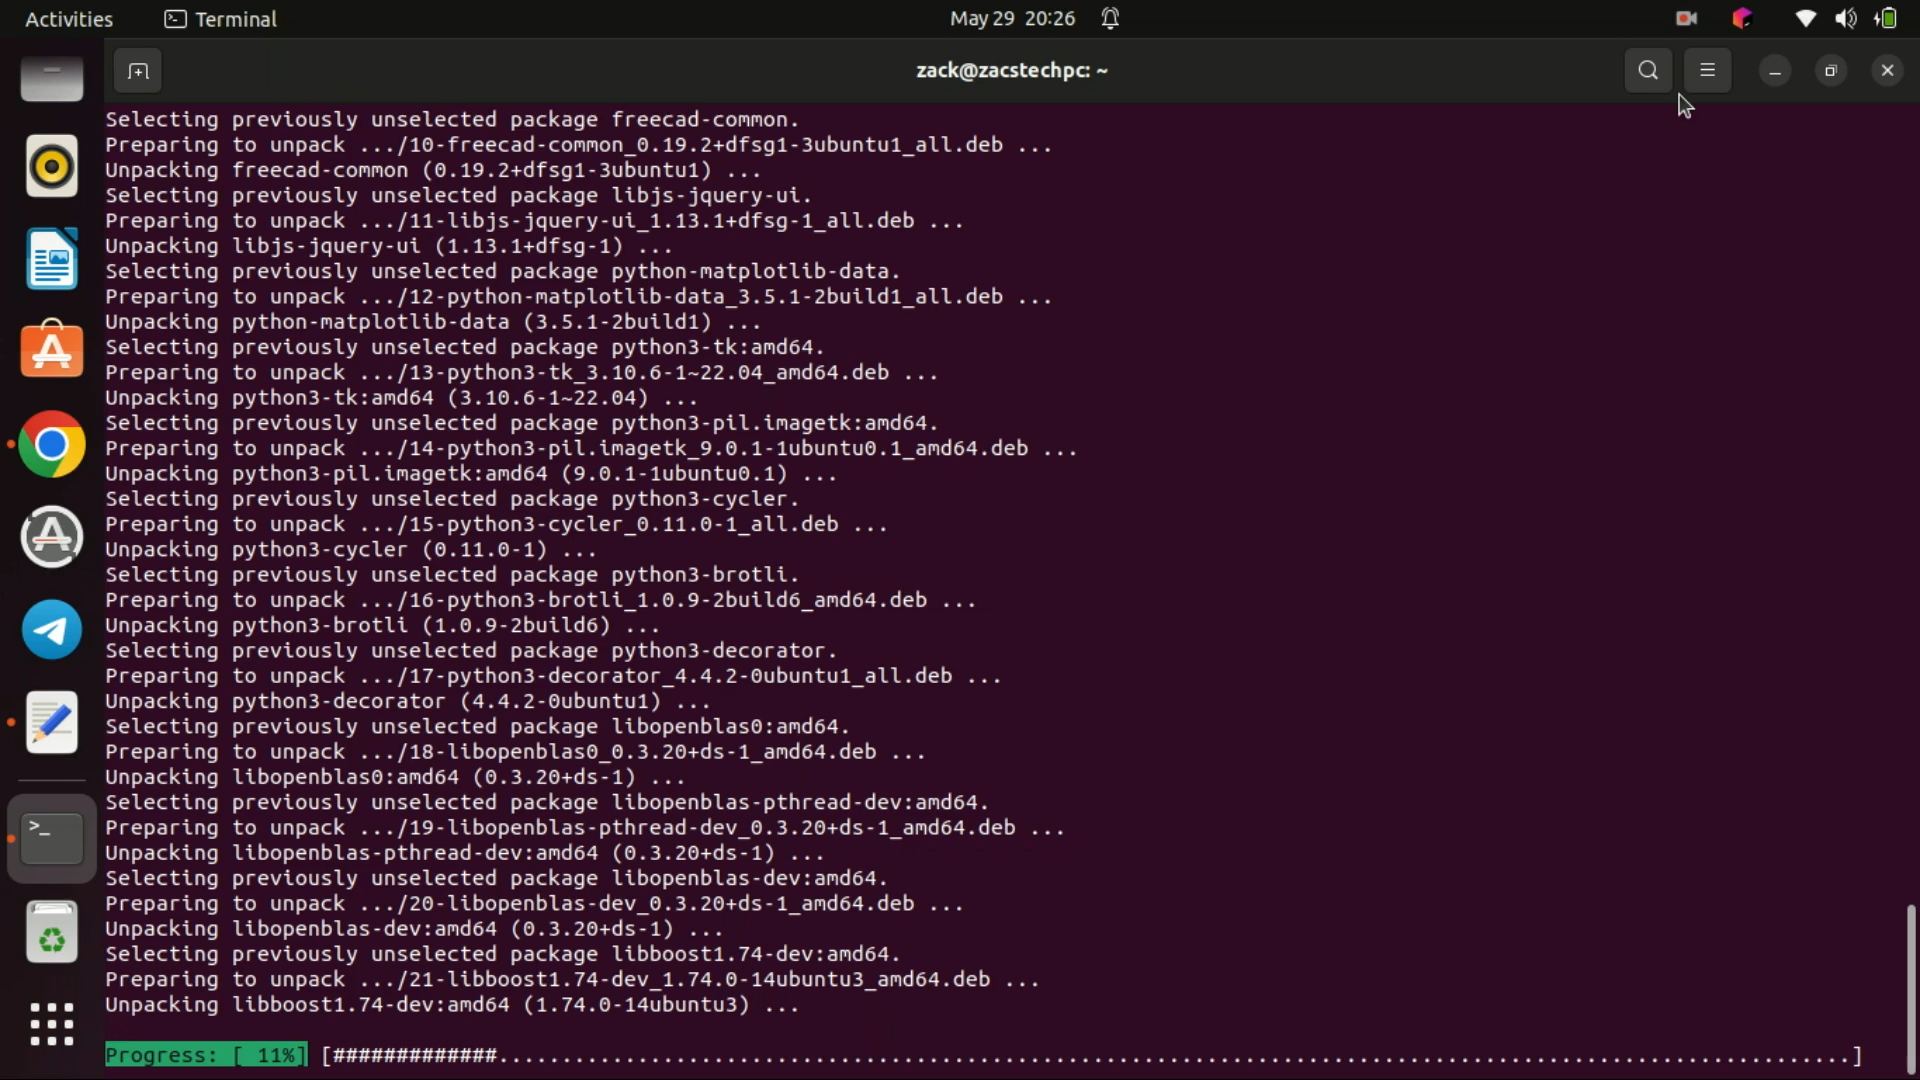 Activities
Terminal
May 29 20:26
zack@zacstechpc: ~
Selecting previously unselected package freecad-common.
Preparing to unpack .../10-freecad-common_0.19.2+dfsg1-3ubuntu1_all.deb ...
Unpacking freecad-common (0.19.2+dfsg1-3ubuntu1) ...
Selecting previously unselected package libjs-jquery-ui.
Preparing to unpack .../11-libjs-jquery-ui_1.13.1+dfsg-1_all.deb ...
Unpacking libjs-jquery-ui (1.13.1+dfsg-1) ...
Selecting previously unselected package python-matplotlib-data.
Preparing to unpack .../12-python-matplotlib-data_3.5.1-2build1_all.deb ...
Unpacking python-matplotlib-data (3.5.1-2build1) ...
Selecting previously unselected package python3-tk:amd64.
Preparing to unpack .../13-python3-tk_3.10.6-1~22.04_amd64.deb ...
Unpacking python3-tk:amd64 (3.10.6-1~22.04) ...
Selecting previously unselected package python3-pil.imagetk:amd64.
Preparing to unpack .../14-python3-pil.imagetk_9.0.1-1ubuntu0.1_amd64.deb ...
Unpacking python3-pil.imagetk:amd64 (9.0.1-1ubuntu0.1) ...
Selecting previously unselected package python3-cycler.
Preparing to unpack .../15-python3-cycler_0.11.0-1_all.deb ...
Unpacking python3-cycler (0.11.0-1) ...
Selecting previously unselected package python3-brotli.
Preparing to unpack .../16-python3-brotli_1.0.9-2build6_amd64.deb ...
Unpacking python3-brotli (1.0.9-2build6) ...
Selecting previously unselected package python3-decorator.
Preparing to unpack .../17-python3-decorator_4.4.2-0ubuntu1_all.deb ...
Unpacking python3-decorator (4.4.2-0ubuntu1) ...
Selecting previously unselected package libopenblas0:amd64.
Preparing to unpack .../18-libopenblas0_0.3.20+ds-1_amd64.deb ...
Unpacking libopenblas0:amd64 (0.3.20+ds-1) ...
Selecting previously unselected package libopenblas-pthread-dev:amd64.
Preparing to unpack .../19-libopenblas-pthread-dev_0.3.20+ds-1_amd64.deb ...
Unpacking libopenblas-pthread-dev:amd64 (0.3.20+ds-1) ...
Selecting previously unselected package libopenblas-dev:amd64.
Preparing to unpack .../20-libopenblas-dev_0.3.20+ds-1_amd64.deb ...
Unpacking libopenblas-dev:amd64 (0.3.20+ds-1) ...
Selecting previously unselected package libboost1.74-dev:amd64.
Preparing to unpack .../21-libboost1.74-dev_1.74.0-14ubuntu3_amd64.deb ...
Unpacking libboost1.74-dev:amd64 (1.74.0-14ubuntu3) ...
Progress: [ 11%] [#############...........................................................................................................]